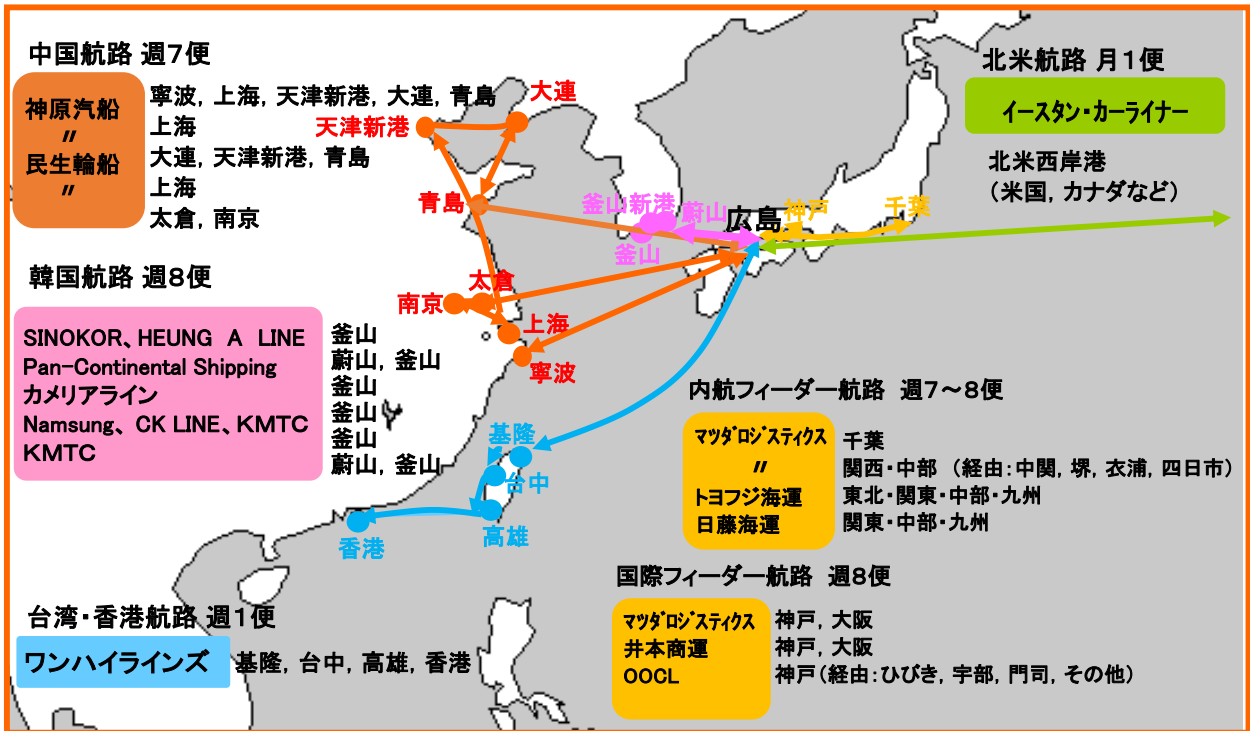 中国航路 週7便
神原汽船
〃
民生輪船
〃
寧波, 上海, 天津新港, 大連, 青島
上海
大連, 天津新港, 青島
上海
太倉, 南京
韓国航路 週8便
SINOKOR、HEUNG A LINE
Pan-Continental Shipping
カメリアライン
Namsung、CK LINE、KMTC
KMTC
釜山
蔚山, 釜山
釜山
釜山
釜山
蔚山, 釜山
台湾・香港航路 週1便
ワンハイラインズ
基隆, 台中, 高雄, 香港
大連
天津新港
青島
釜山新港
蔚山
釜山
広島
神戸
千葉
太倉
南京
上海
寧波
基隆
台中
高雄
香港
北米航路 月1便
イースタン・カーライナー
北米西岸港
(米国, カナダなど)
内航フィーダー航路 週7~8便
マツダロジスティクス
〃
トヨフジ海運
日藤海運
千葉
関西・中部 (経由:中関, 堺, 衣浦, 四日市)
東北・関東・中部・九州
関東・中部・九州
国際フィーダー航路 週8便
マツダロジスティクス
井本商運
OOCL
神戸, 大阪
神戸, 大阪
神戸(経由:ひびき, 宇部, 門司, その他)